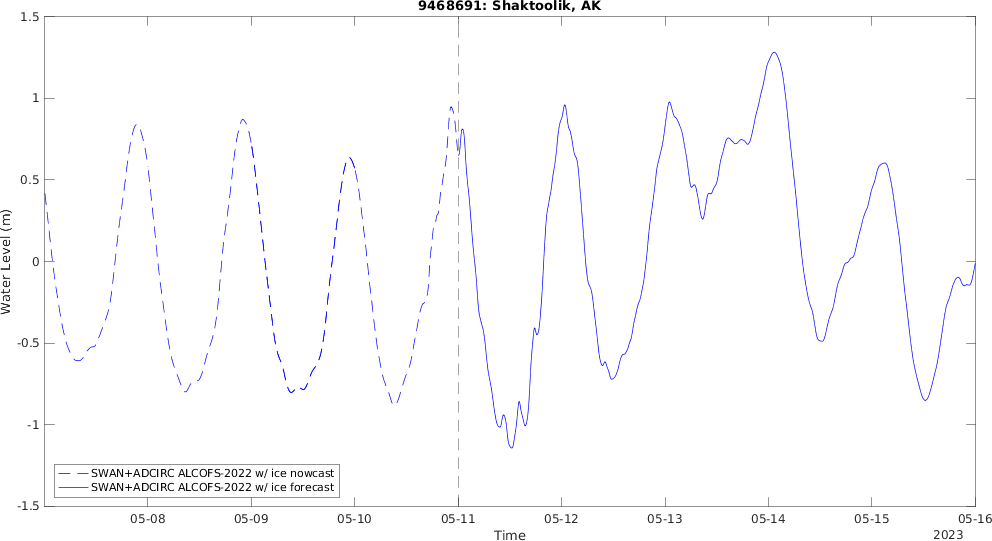 9468691: Shaktoolik, AK
1.5
1
0.5
0
-0.5
-1
-1.5
Water Level (m)
SWAN+ADCIRC ALCOFS-2022 w/ ice nowcast
SWAN+ADCIRC ALCOFS-2022 w/ ice forecast
05-08 05-09 05-10 05-11 05-12 05-13 05-14 05-15 05-16
Time
2023